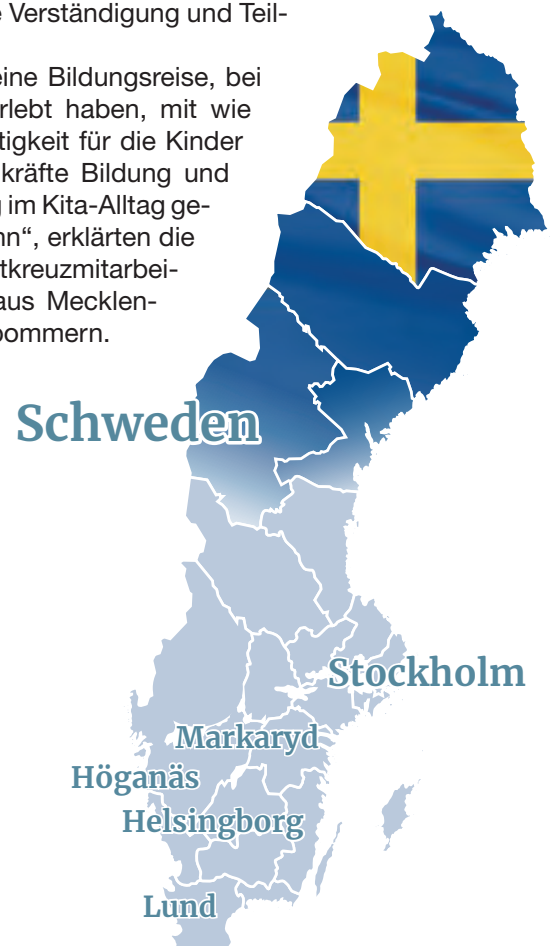 e Verständigung und Teil-
eine Bildungsreise, bei
rlebt haben, mit wie
tigkeit für die Kinder
kräfte Bildung und
g im Kita-Alltag ge-
nn“, erklärten die
tkreuzmitarbei-
aus Mecklen-
pommern.
Schweden
Stockholm
Markaryd
Höganäs
Helsingborg
Lund